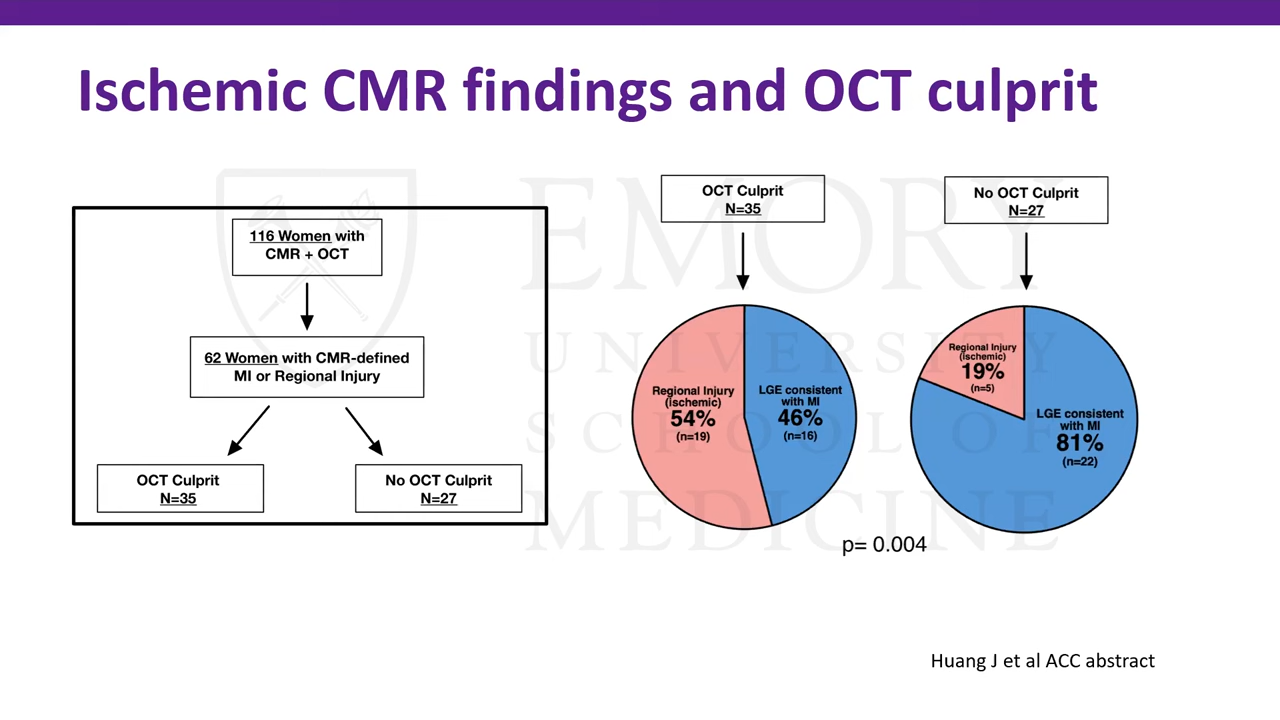 Ischemic CMR findings and OCT culprit
116 Women with
CMR + OCT
62 Women with CMR-defined
MI or Regional Injury
OCT Culprit
N=35
No OCT Culprit
N=27
OCT Culprit
N=35
No OCT Culprit
N=27
Regional Injury
(ischemic)
54%
(n=19)
LGE consistent
with MI
46%
(n=16)
Regional Injury
(ischemic)
19%
(n=5)
LGE consistent
with MI
81%
(n=22)
p= 0.004
EMORY
UNIVERSITY
SCHOOL OF
MEDICINE
Huang J et al ACC abstract